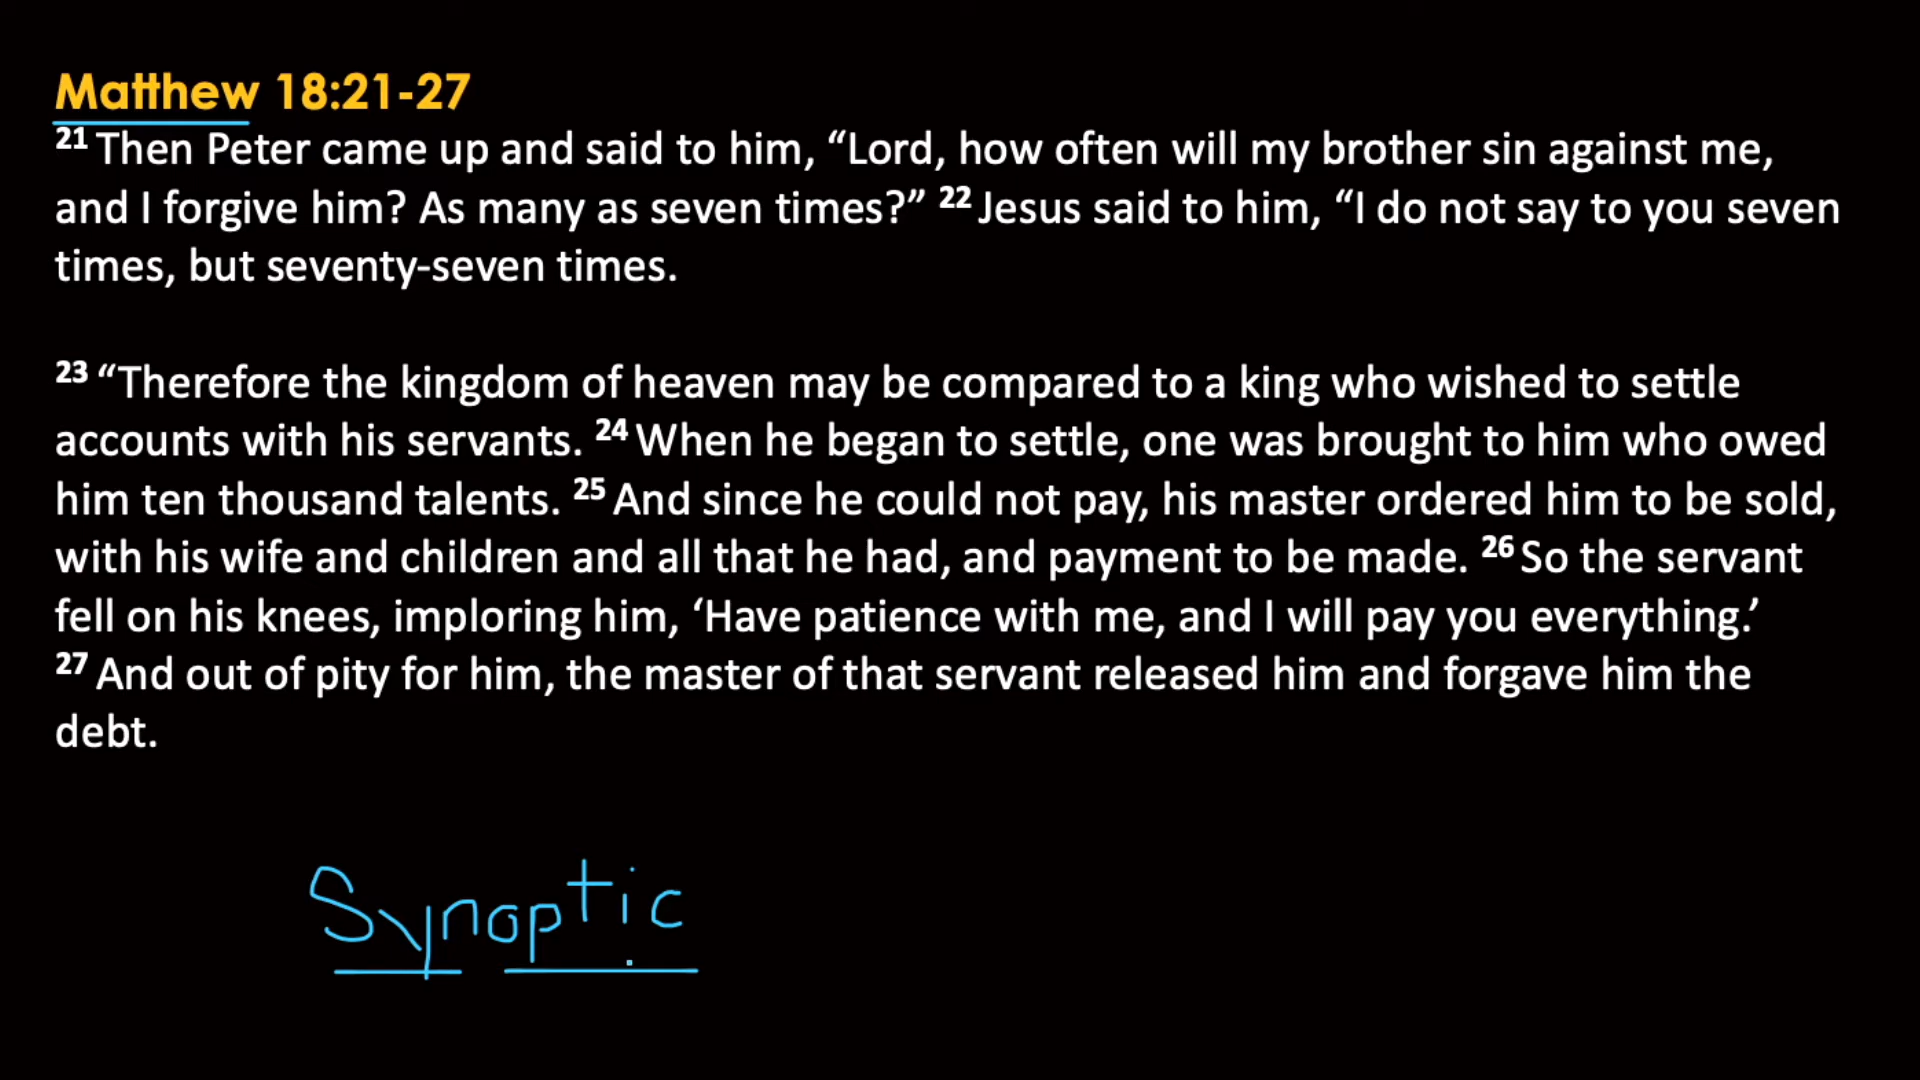 Matthew 18:21-27
21 Then Peter came up and said to him, “Lord, how often will my brother sin against me,
and I forgive him? As many as seven times?” 22 Jesus said to him, “I do not say to you seven
times, but seventy-seven times.
23 “Therefore the kingdom of heaven may be compared to a king who wished to settle
accounts with his servants. 24 When he began to settle, one was brought to him who owed
him ten thousand talents. 25 And since he could not pay, his master ordered him to be sold,
with his wife and children and all that he had, and payment to be made. 26 So the servant
fell on his knees, imploring him, ‘Have patience with me, and I will pay you everything.’
27 And out of pity for him, the master of that servant released him and forgave him the
debt.
Synoptic